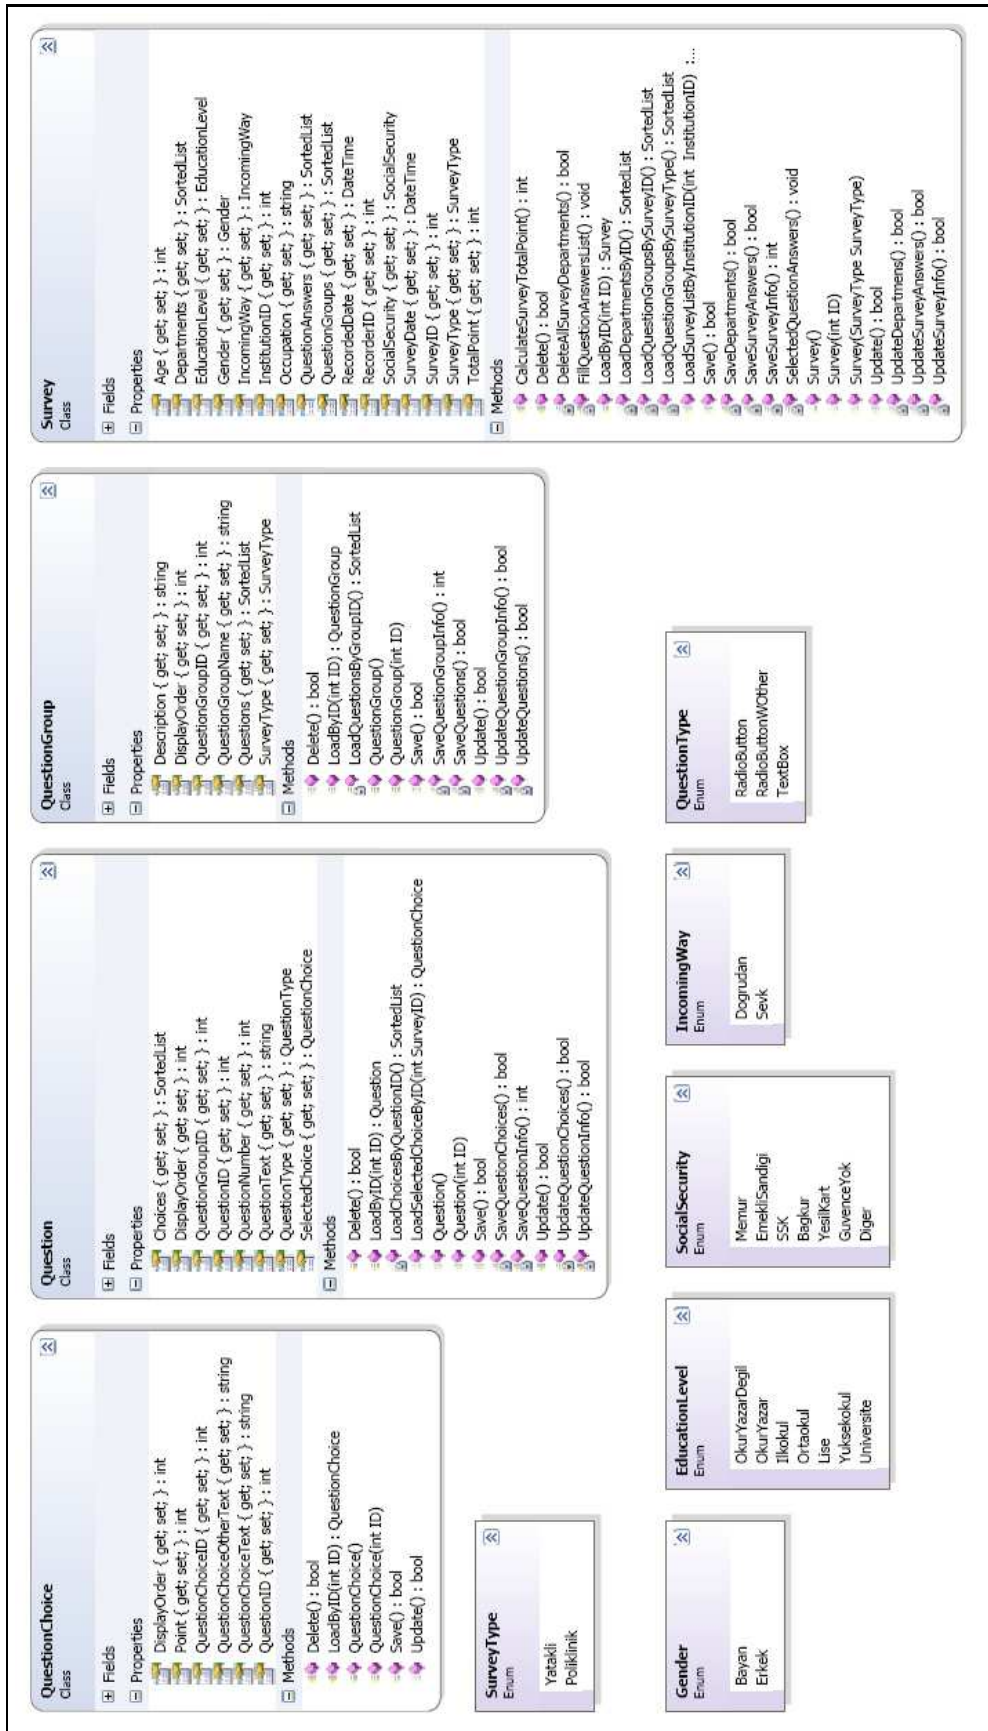 QuestionChoice
Class
Fields
Properties
DisplayOrder { get; set; } : int
Point { get; set; } : int
QuestionChoiceID { get; set; } : int
QuestionChoiceOtherText { get; set; } : string
QuestionChoiceText { get; set; } : string
QuestionID { get; set; } : int
Methods
Delete() : bool
LoadByID(int ID) : QuestionChoice
QuestionChoice()
QuestionChoice(int ID)
Save() : bool
Update() : bool
Question
Class
Fields
Properties
Choices { get; set; } : SortedList
DisplayOrder { get; set; } : int
QuestionGroupID { get; set; } : int
QuestionID { get; set; } : int
QuestionNumber { get; set; } : int
QuestionText { get; set; } : string
QuestionType { get; set; } : QuestionType
SelectedChoice { get; set; } : QuestionChoice
Methods
Delete() : bool
LoadByID(int ID) : Question
LoadChoicesByQuestionID() : SortedList
LoadSelectedChoiceByID(int SurveyID) : QuestionChoice
Question()
Question(int ID)
Save() : bool
SaveQuestionChoices() : bool
SaveQuestionInfo() : int
Update() : bool
UpdateQuestionChoices() : bool
UpdateQuestionInfo() : bool
QuestionGroup
Class
Fields
Properties
Description { get; set; } : string
DisplayOrder { get; set; } : int
QuestionGroupID { get; set; } : int
QuestionGroupName { get; set; } : string
Questions { get; set; } : SortedList
SurveyType { get; set; } : SurveyType
Methods
Delete() : bool
LoadByID(int ID) : QuestionGroup
LoadQuestionsByGroupID() : SortedList
QuestionGroup()
QuestionGroup(int ID)
Save() : bool
SaveQuestionGroupInfo() : int
SaveQuestions() : bool
Update() : bool
UpdateQuestionGroupInfo() : bool
UpdateQuestions() : bool
Survey
Class
Fields
Properties
Age { get; set; } : int
Departments { get; set; } : SortedList
EducationLevel { get; set; } : EducationLevel
Gender { get; set; } : Gender
IncomingWay { get; set; } : IncomingWay
InstitutionID { get; set; } : int
Occupation { get; set; } : string
QuestionAnswers { get; set; } : SortedList
QuestionGroups { get; set; } : SortedList
RecordedDate { get; set; } : DateTime
RecorderID { get; set; } : int
SocialSecurity { get; set; } : SocialSecurity
SurveyDate { get; set; } : DateTime
SurveyID { get; set; } : int
SurveyType { get; set; } : SurveyType
TotalPoint { get; set; } : int
Methods
CalculateSurveyTotalPoint() : int
Delete() : bool
DeleteAllSurveyDepartments() : bool
FillQuestionAnswersList() : void
LoadByID(int ID) : Survey
LoadDepartmentsByID() : SortedList
LoadQuestionGroupsBySurveyID() : SortedList
LoadQuestionGroupsBySurveyType() : SortedList
LoadSurveyListByInstitutionID(int InstitutionID) :...
Save() : bool
SaveDepartments() : bool
SaveSurveyAnswers() : bool
SaveSurveyInfo() : int
SelectedQuestionAnswers() : void
Survey()
Survey(int ID)
Survey(SurveyType SurveyType)
Update() : bool
UpdateDepartmens() : bool
UpdateSurveyAnswers() : bool
UpdateSurveyInfo() : bool
SurveyType
Enum
Yatakli
Poliklinik
Gender
Enum
Bayan
Erkek
EducationLevel
Enum
OkurYazarDegil
OkurYazar
Ilkokul
Ortaokul
Lise
Yuksekokul
Universite
SocialSecurity
Enum
Memur
EmekliSandigi
SSK
Bagkur
YesilKart
GuvenceYok
Diger
IncomingWay
Enum
Dogrudan
Sevk
QuestionType
Enum
RadioButton
RadioButtonWOther
TextBox